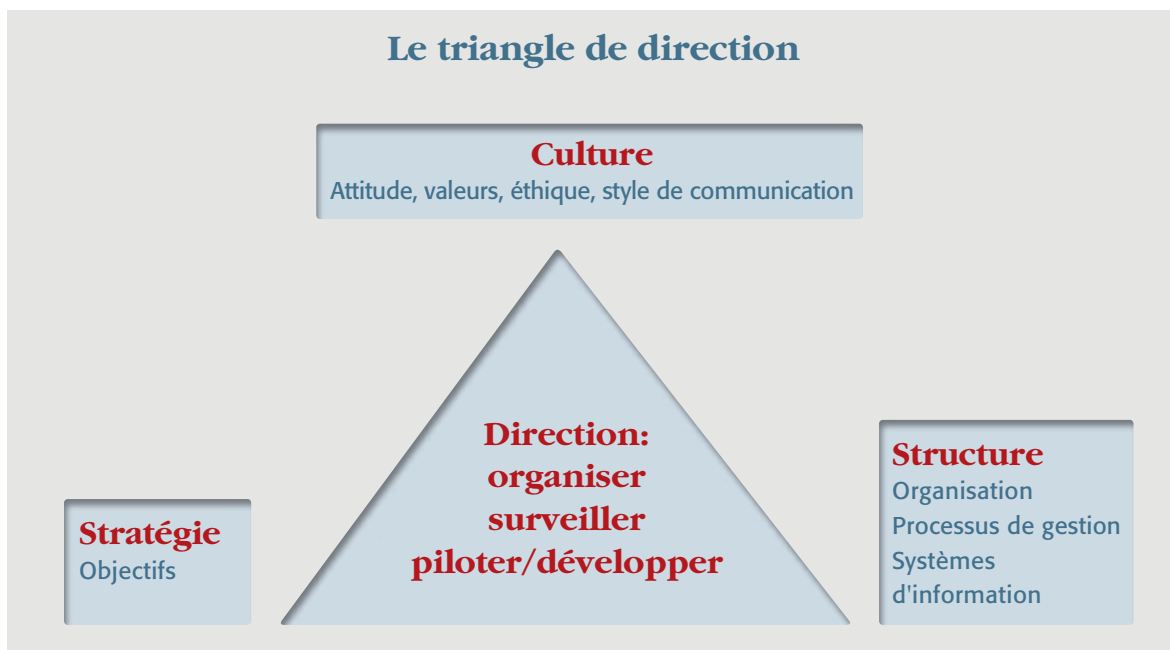 Le triangle de direction
Culture
Attitude, valeurs, éthique, style de communication
Direction:
organiser
surveiller
piloter/développer
Stratégie
Objectifs
Structure
Organisation
Processus de gestion
Systèmes
d'information